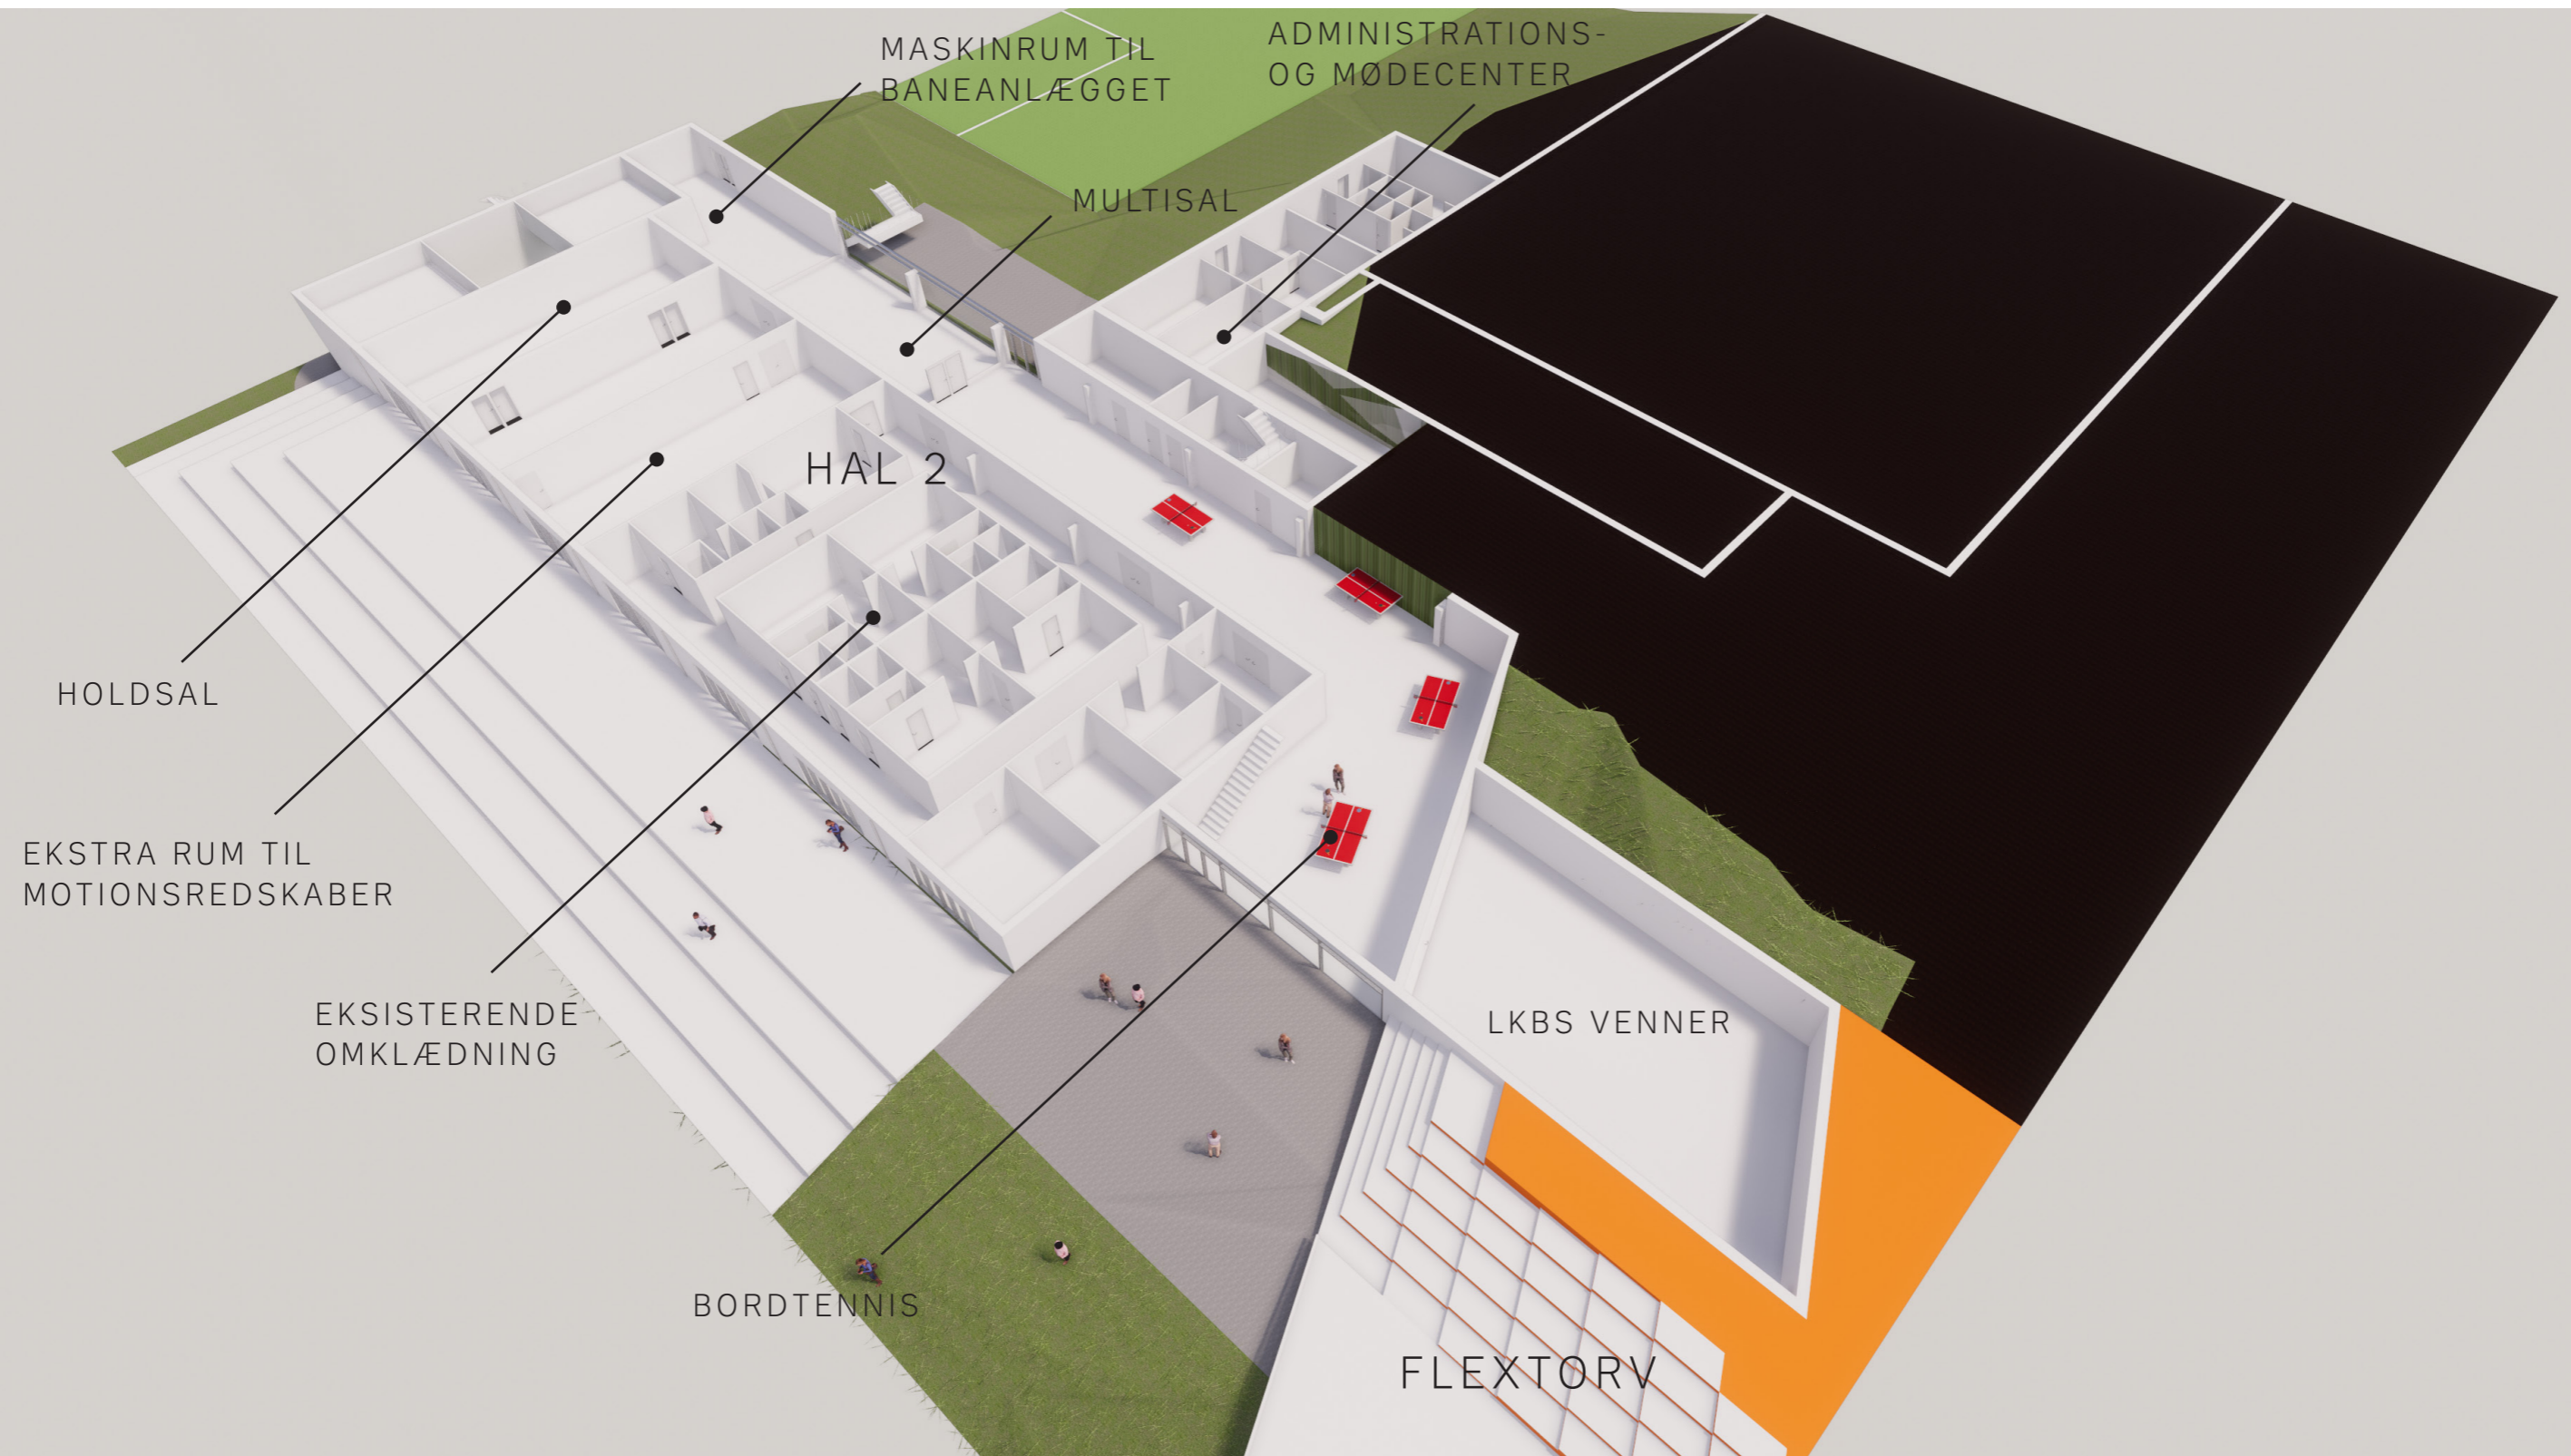 MASKINRUM TIL
BANEANLÆGGET
ADMINISTRATIONS-
OG MØDECENTER
MULTISAL
HAL 2
HOLDSAL
EKSTRA RUM TIL
MOTIONSREDSKABER
EKSISTERENDE
OMKLÆDNING
LKBS VENNER
BORDTENNIS
FLEXTORV